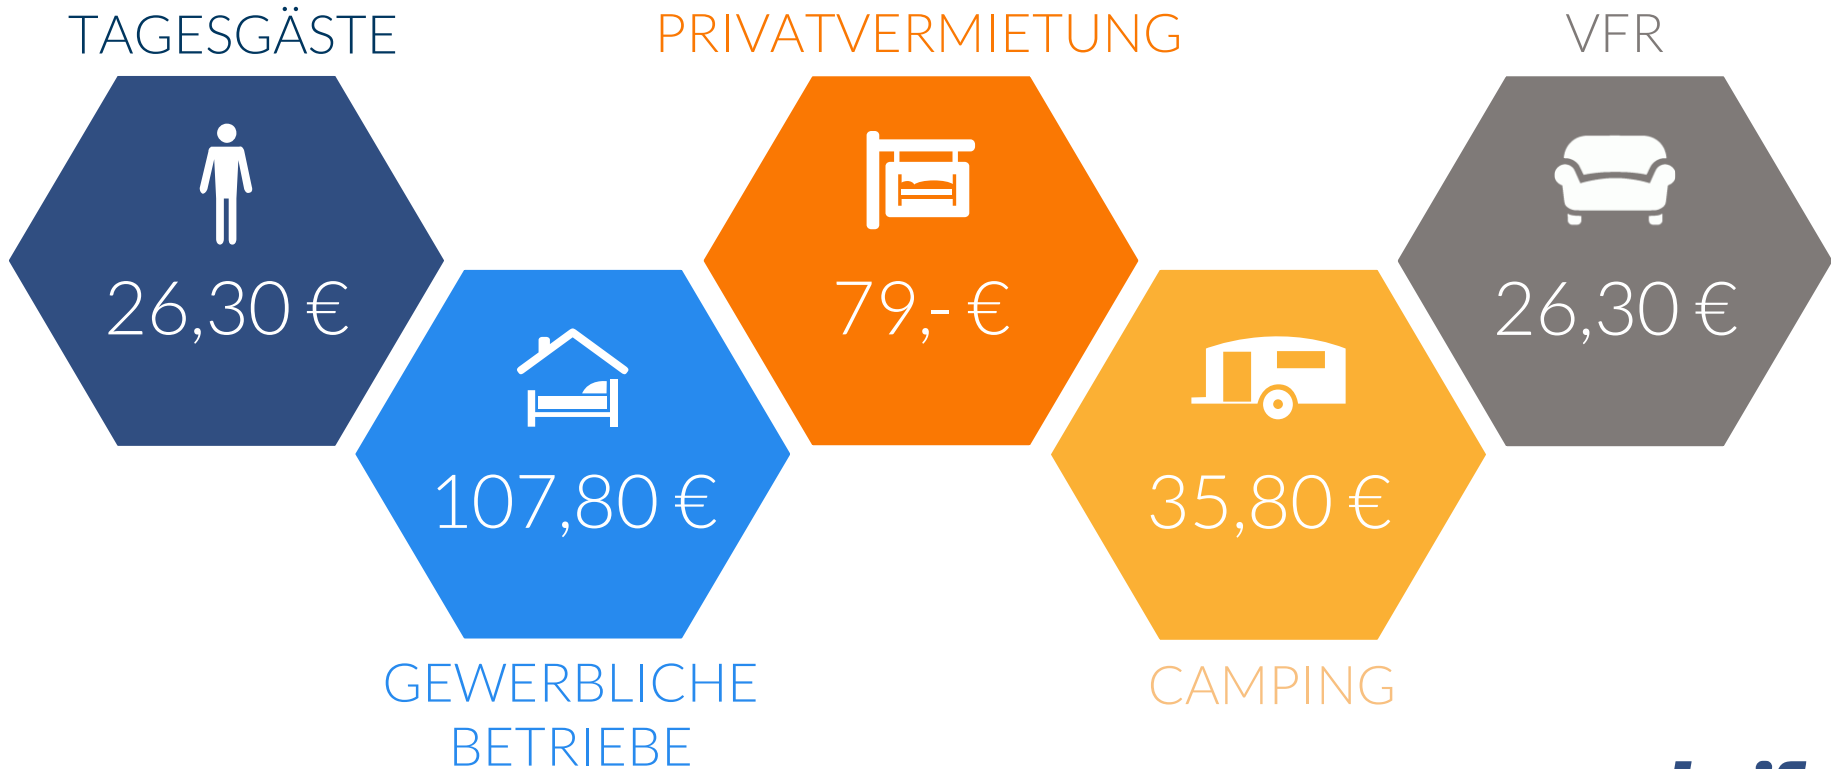 TAGESGÄSTE
26,30 €
107,80 €
GEWERBLICHE
BETRIEBE
PRIVATVERMIETUNG
79,- €
35,80 €
CAMPING
VFR
26,30 €